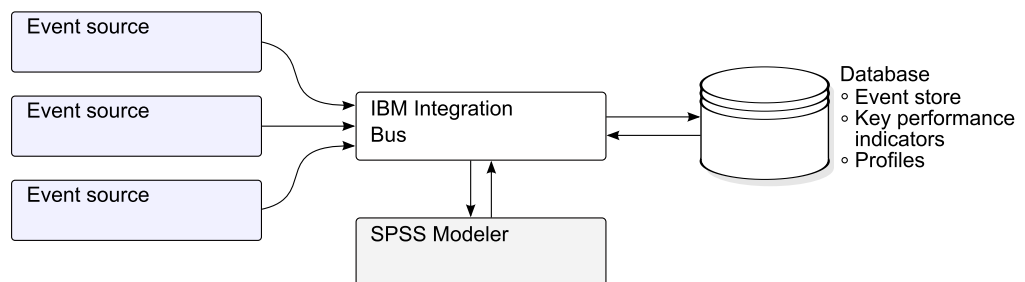 Event source
Event source
Event source
IBM Integration
Bus
SPSS Modeler
Database
◦ Event store
◦ Key performance
indicators
◦ Profiles